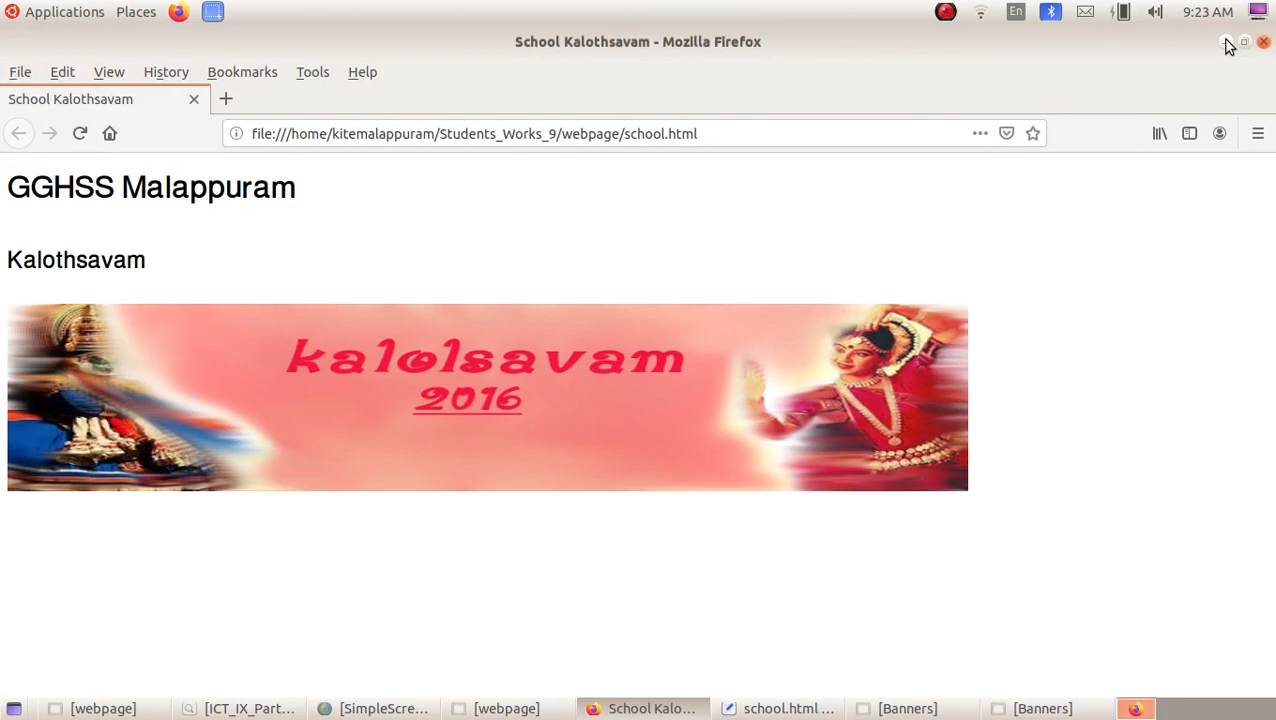 Applications Places En 9:23 AM
School Kalothsavam - Mozilla Firefox
File Edit View History Bookmarks Tools Help
School Kalothsavam
file:///home/kitemalappuram/Students_Works_9/webpage/school.html
GGHSS Malappuram
Kalothsavam
kalolsavam
2016
[webpage] [ICT_IX_Part... [SimpleScre... [webpage] School Kalo... school.html ... [Banners] [Banners]